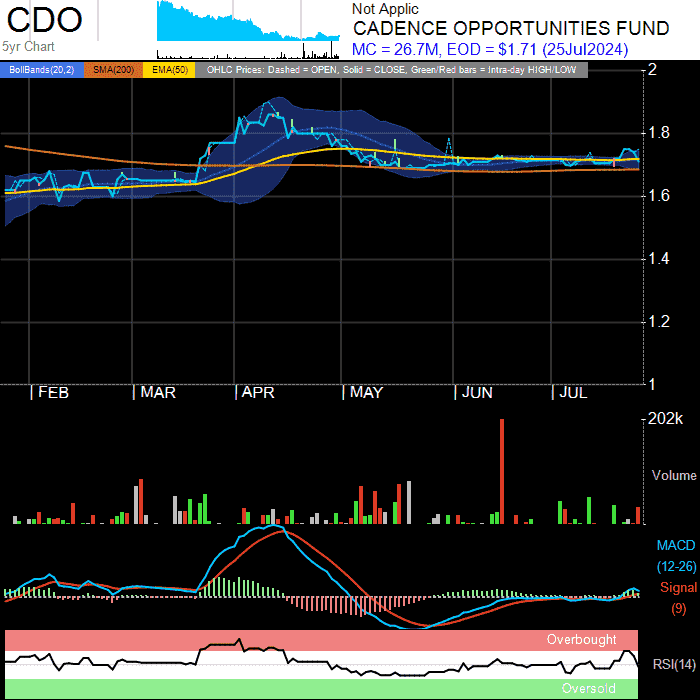 CDO
5yr Chart
Not Applic
CADENCE OPPORTUNITIES FUND
MC = 26.7M, EOD = $1.71 (25Jul2024)
BollBands(20,2) SMA(200) EMA(50) OHLC Prices: Dashed = OPEN, Solid = CLOSE, Green/Red bars = Intra-day HIGH/LOW
2
1.8
1.6
1.4
1.2
1
FEB MAR APR MAY JUN JUL
202k
Volume
MACD
(12-26)
Signal
(9)
Overbought
RSI(14)
Oversold